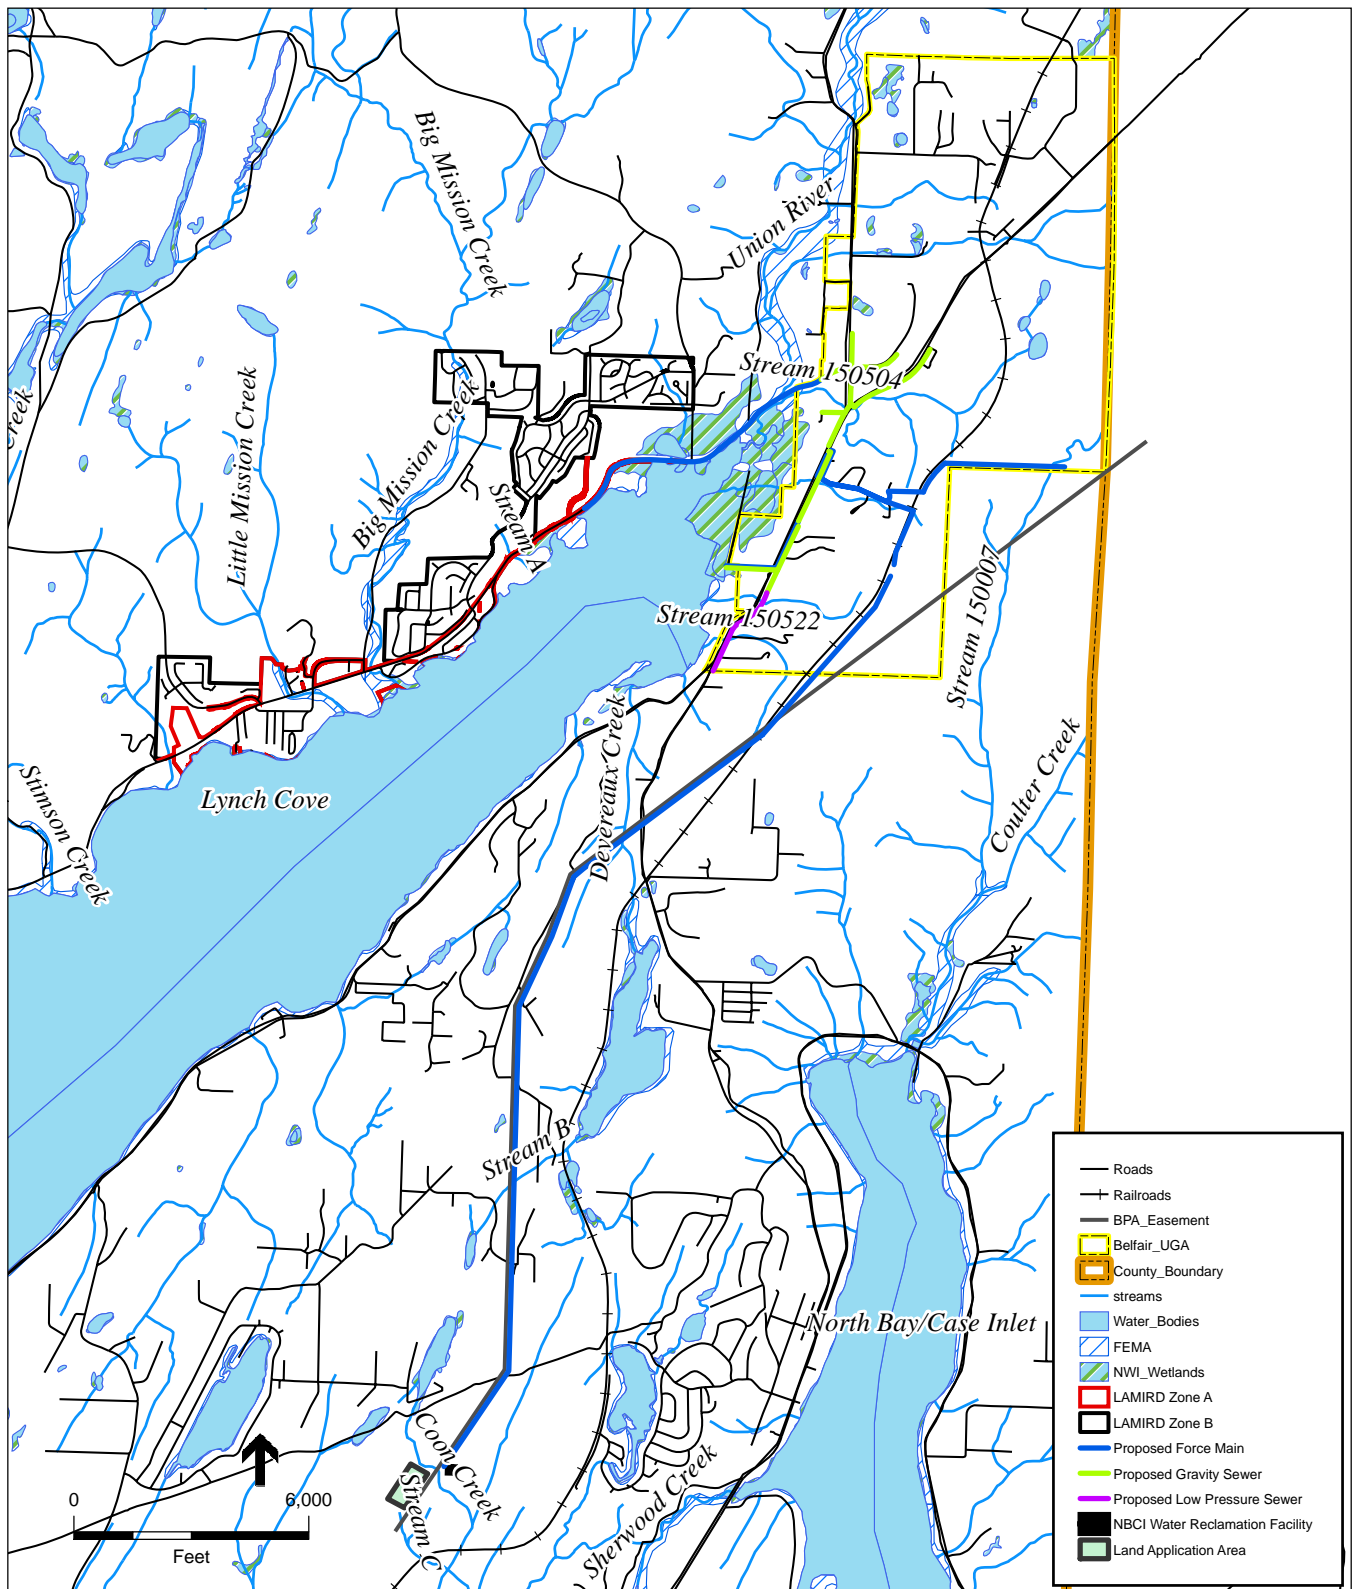 Big Mission Creek
Union River
Stream 150504
Creek
Little Mission Creek
Big Mission Creek
Stream A
Stream 150007
Stream 150522
Devereaux Creek
Coulter Creek
Stimson Creek
Lynch Cove
Stream B
North Bay/Case Inlet
Coon Creek
Stream C
Sherwood Creek
0 6,000
Feet
Roads
Railroads
BPA_Easement
Belfair_UGA
County_Boundary
streams
Water_Bodies
FEMA
NWI_Wetlands
LAMIRD Zone A
LAMIRD Zone B
Proposed Force Main
Proposed Gravity Sewer
Proposed Low Pressure Sewer
NBCI Water Reclamation Facility
Land Application Area